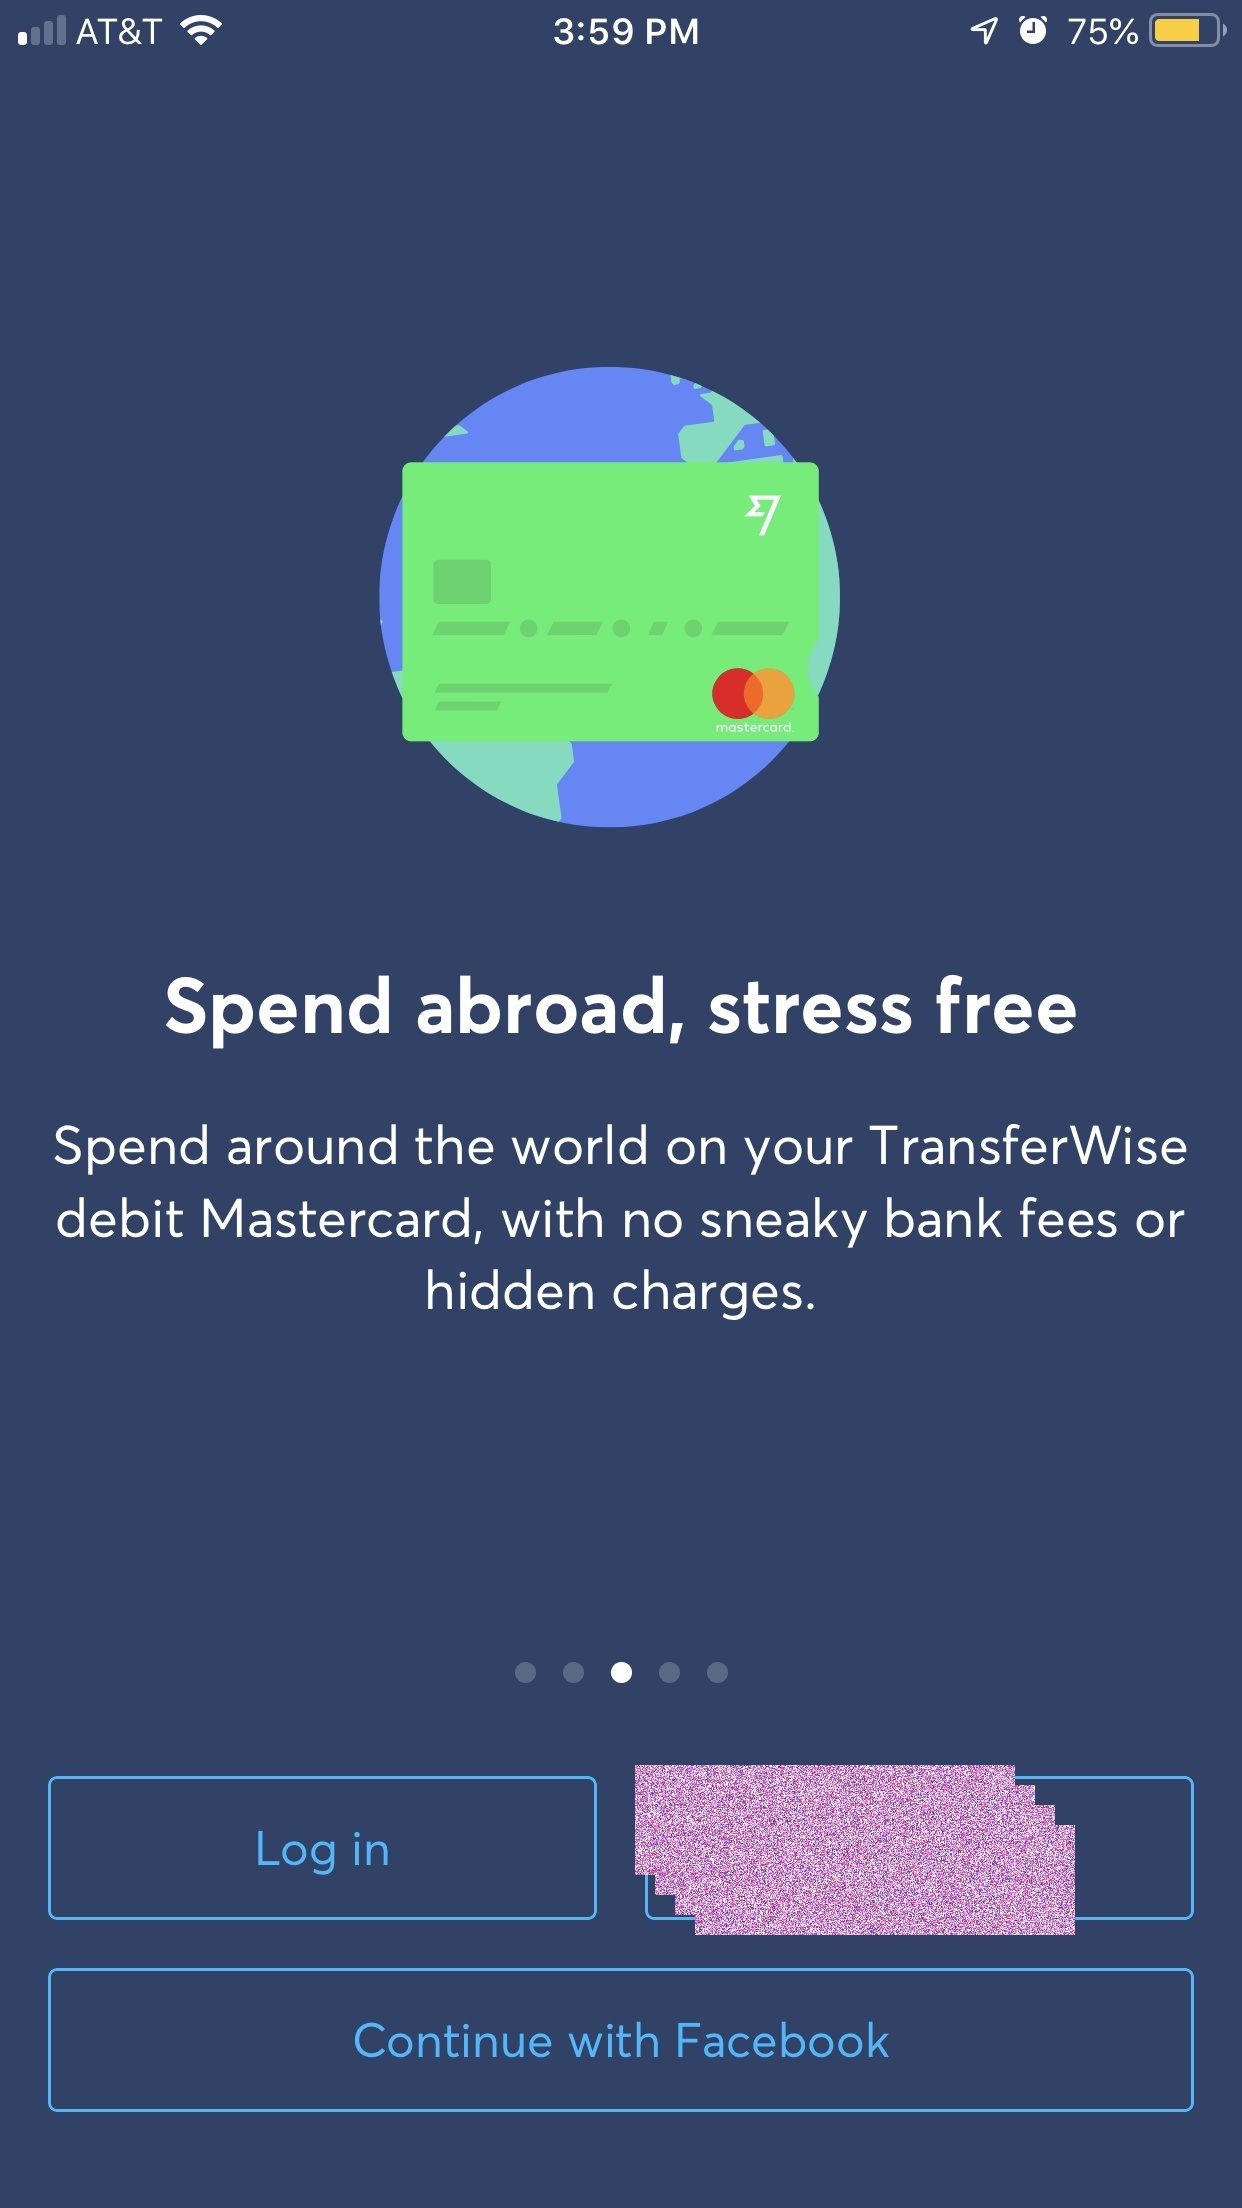 AT&T 3:59 PM 75%
mastercard.
Spend abroad, stress free
Spend around the world on your TransferWise
debit Mastercard, with no sneaky bank fees or
hidden charges.
Log in
Continue with Facebook